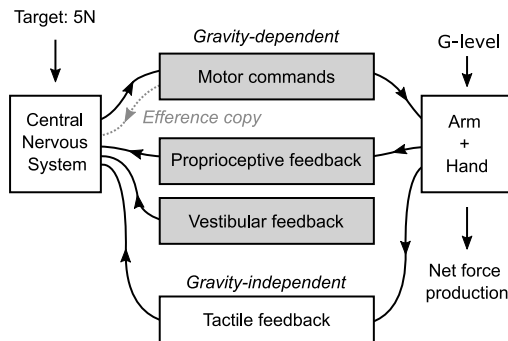 Target: 5N
Gravity-dependent
G-level
Motor commands
Efference copy
Central
Nervous
System
Arm
+
Hand
Proprioceptive feedback
Vestibular feedback
Gravity-independent
Net force
production
Tactile feedback